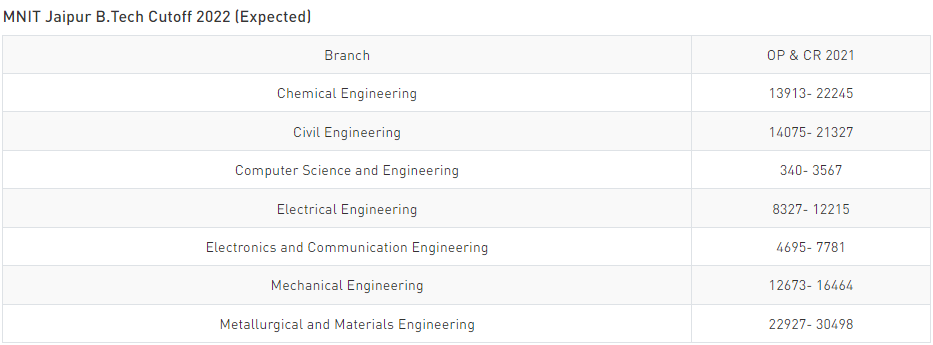 MNIT Jaipur B.Tech Cutoff 2022 (Expected)
Branch OP & CR 2021
Chemical Engineering 13913- 22245
Civil Engineering 14075- 21327
Computer Science and Engineering 340- 3567
Electrical Engineering 8327- 12215
Electronics and Communication Engineering 4695- 7781
Mechanical Engineering 12673- 16464
Metallurgical and Materials Engineering 22927- 30498